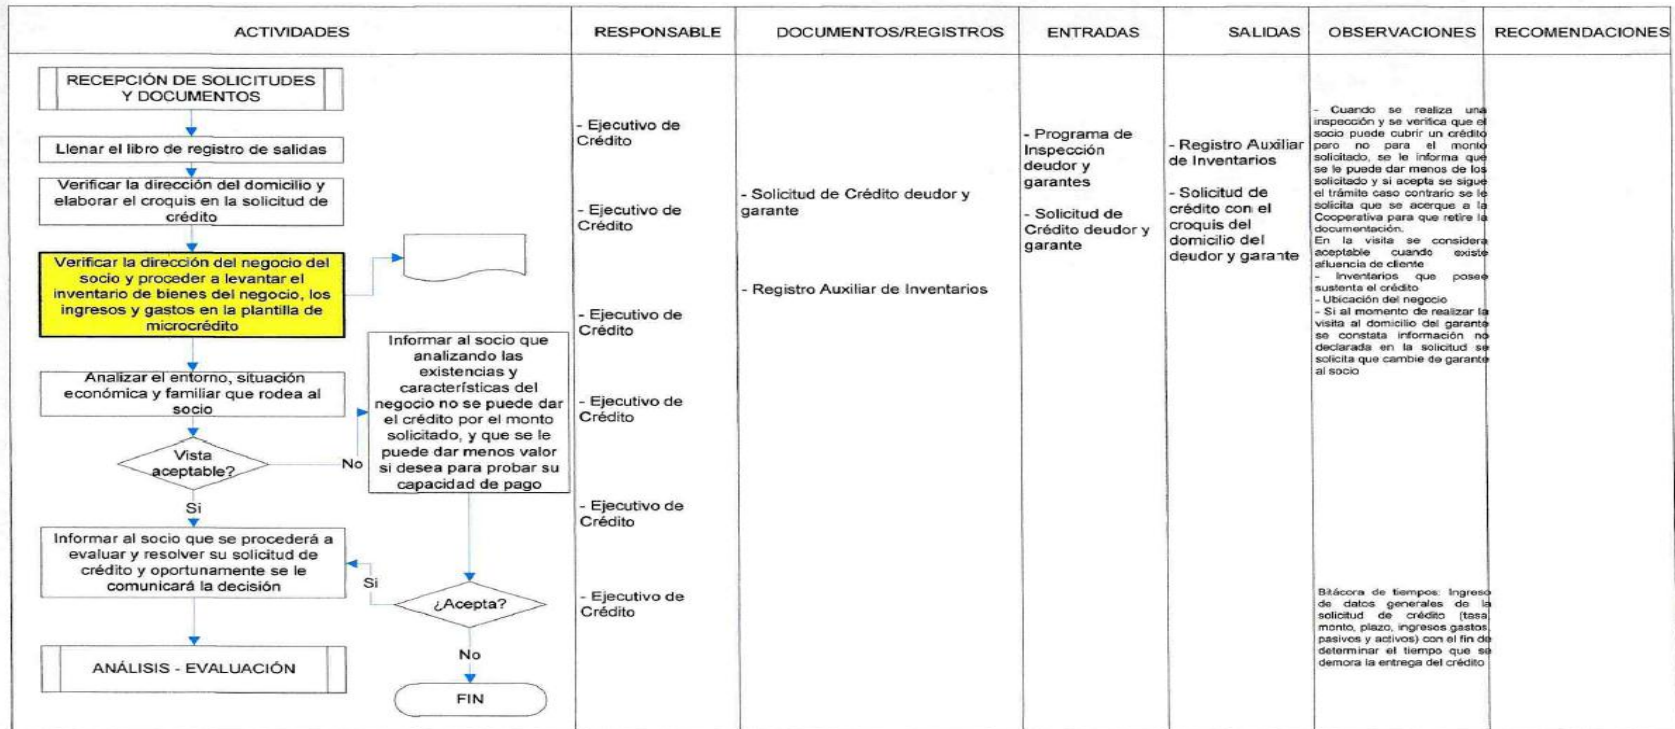 ACTIVIDADES
RESPONSABLE
DOCUMENTOS/REGISTROS
ENTRADAS
SALIDAS
OBSERVACIONES
RECOMENDACIONES
RECEPCIÓN DE SOLICITUDES
Y DOCUMENTOS
Llenar el libro de registro de salidas
Verificar la dirección del domicilio y
elaborar el croquis en la solicitud de
crédito
Verificar la dirección del negocio del
socio y proceder a levantar el
inventario de bienes del negocio, los
ingresos y gastos en la plantilla de
microcrédito
Analizar el entorno, situación
económica y familiar que rodea al
socio
Vista
aceptable?
No
Si
Informar al socio que
analizando las
existencias y
características del
negocio no se puede dar
el crédito por el monto
solicitado, y que se le
puede dar menos valor
si desea para probar su
capacidad de pago
Informar al socio que se procederá a
evaluar y resolver su solicitud de
crédito y oportunamente se le
comunicará la decisión
Si
¿Acepta?
No
ANÁLISIS - EVALUACIÓN
FIN
- Ejecutivo de
Crédito
- Ejecutivo de
Crédito
- Ejecutivo de
Crédito
- Ejecutivo de
Crédito
- Ejecutivo de
Crédito
- Ejecutivo de
Crédito
- Solicitud de Crédito deudor y
garante
- Registro Auxiliar de Inventarios
- Programa de
Inspección
deudor y
garantes
- Solicitud de
Crédito deudor y
garante
- Registro Auxiliar
de Inventarios
- Solicitud de
crédito con el
croquis del
domicilio del
deudor y garante
- Cuando se realiza una
inspección y se verifica que el
socio puede cubrir un crédito
pero no para el monto
solicitado, se le informa que
se le puede dar menos de los
solicitado y si acepta se sigue
el trámite caso contrario se le
solicita que se acerque a la
Cooperativa para que retire la
documentación.
En la visita se considera
aceptable cuando existe
afluencia de cliente
- Inventarios que posee
sustenta el crédito
- Ubicación del negocio
- Si al momento de realizar la
visita al domicilio del garante
se constata información no
declarada en la solicitud se
solicita que cambie de garante
al socio
Bitácora de tiempos: Ingreso
de datos generales de la
solicitud de crédito (tasa,
monto, plazo, ingresos gastos,
pasivos y activos) con el fin de
determinar el tiempo que se
demora la entrega del crédito